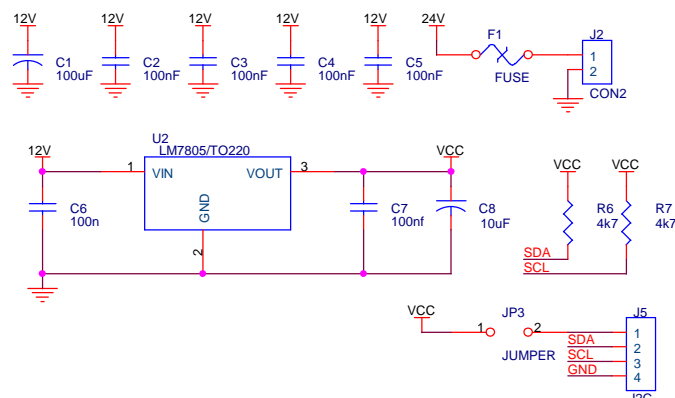 12V 12V 12V 12V 12V 24V J2
C1 C2 C3 C4 C5 F1 1
100uF 100nF 100nF 100nF 100nF 2
FUSE
CON2
U2
LM7805/TO220
12V 1 3 VCC
VIN VOUT VCC VCC
GND
C6 C7 C8 R6 R7
100n 100nf 10uF 4k7 4k7
2
SDA
SCL
VCC JP3 J5
1 2 1
SDA 2
JUMPER SCL 3
GND 4